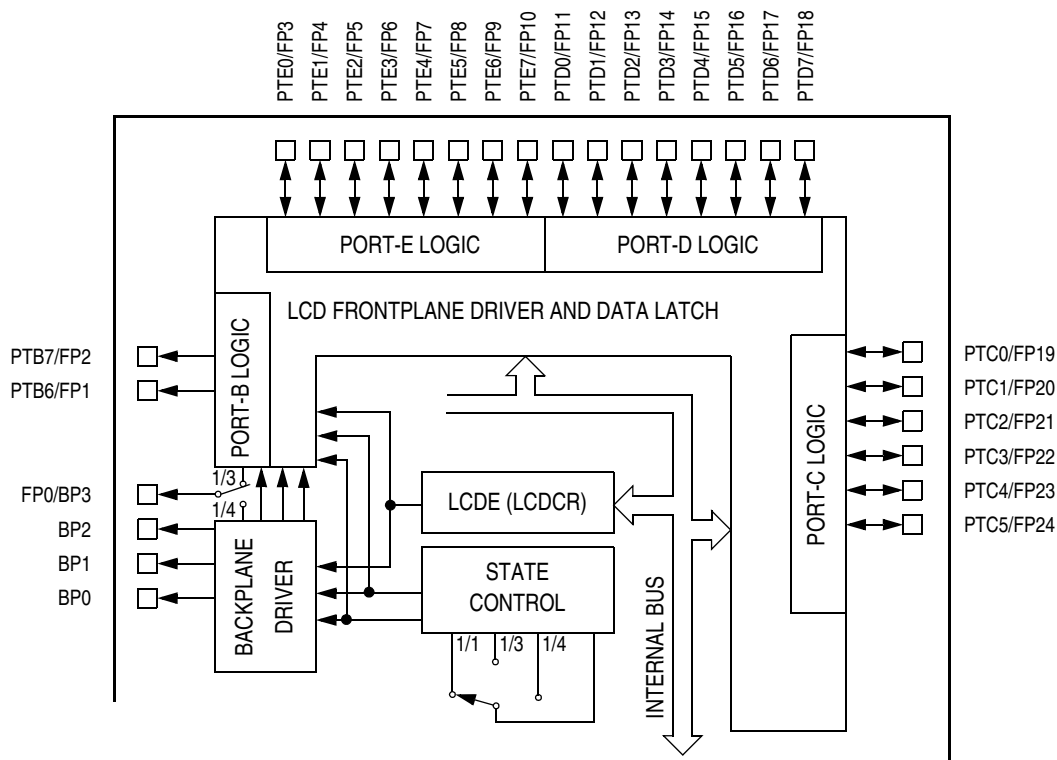 PTE0/FP3
PTE1/FP4
PTE2/FP5
PTE3/FP6
PTE4/FP7
PTE5/FP8
PTE6/FP9
PTE7/FP10
PTD0/FP11
PTD1/FP12
PTD2/FP13
PTD3/FP14
PTD4/FP15
PTD5/FP16
PTD6/FP17
PTD7/FP18
PORT-E LOGIC
PORT-D LOGIC
LCD FRONTPLANE DRIVER AND DATA LATCH
PORT-B LOGIC
PTB7/FP2
PTB6/FP1
FP0/BP3
BP2
BP1
BP0
1/3
1/4
BACKPLANE
DRIVER
LCDE (LCDCR)
STATE
CONTROL
1/1
1/3
1/4
INTERNAL BUS
PORT-C LOGIC
PTC0/FP19
PTC1/FP20
PTC2/FP21
PTC3/FP22
PTC4/FP23
PTC5/FP24